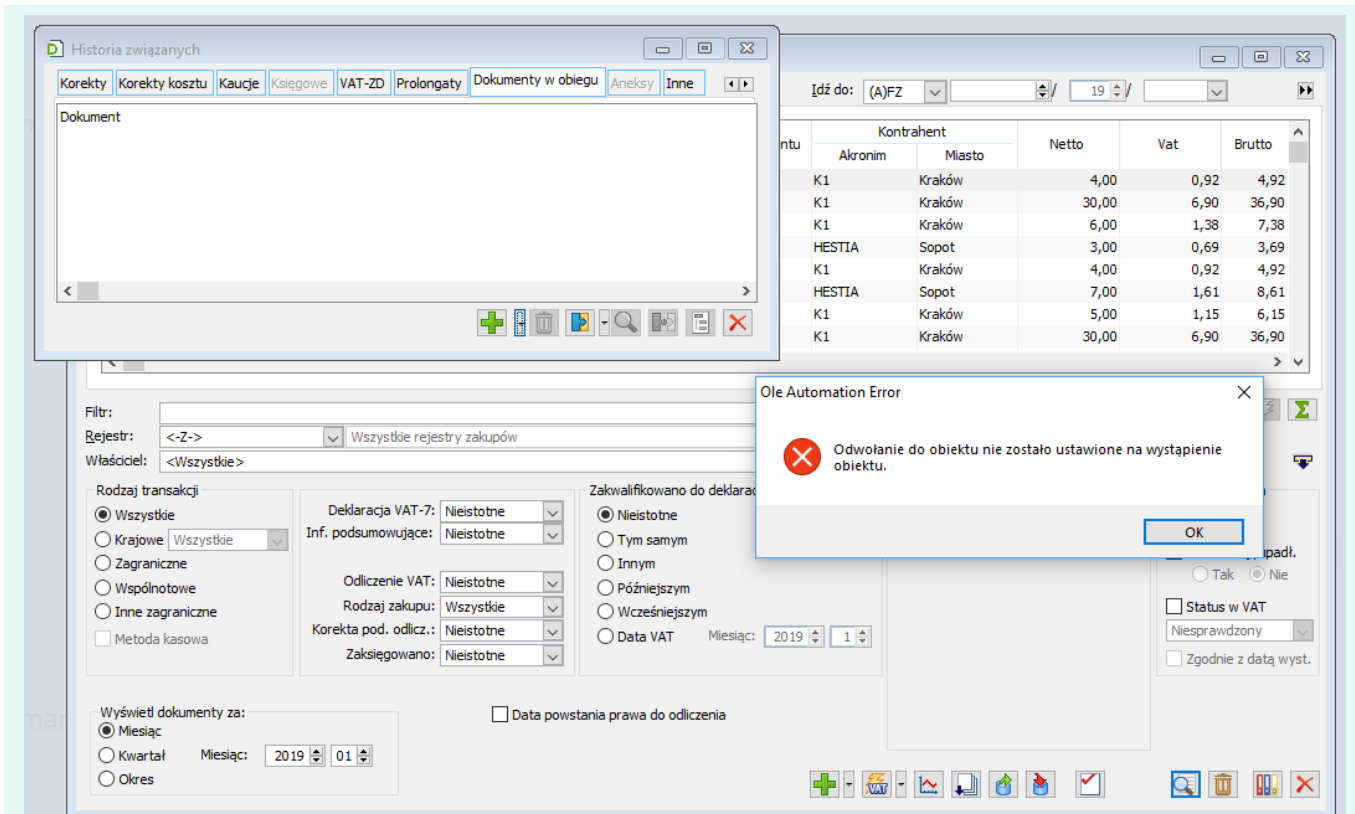 Historia związanych
Korekty Korekty kosztu Kaucje Księgowe VAT-ZD Prolongaty Dokumenty w obiegu Aneksy Inne
Dokument
Idź do: (A)FZ / 19 /
ntu Kontrahent Netto Vat Brutto
Akronim Miasto
K1 Kraków 4,00 0,92 4,92
K1 Kraków 30,00 6,90 36,90
K1 Kraków 6,00 1,38 7,38
HESTIA Sopot 3,00 0,69 3,69
K1 Kraków 4,00 0,92 4,92
HESTIA Sopot 7,00 1,61 8,61
K1 Kraków 5,00 1,15 6,15
K1 Kraków 30,00 6,90 36,90
Ole Automation Error
Odwołanie do obiektu nie zostało ustawione na wystąpienie
obiektu.
OK
Filtr:
Rejestr: <-Z-> Wszystkie rejestry zakupów
Właściciel: <Wszystkie>
Rodzaj transakcji
Wszystkie
Krajowe Wszystkie
Zagraniczne
Wspólnotowe
Inne zagraniczne
Metoda kasowa
Deklaracja VAT-7: Nieistotne
Inf. podsumowujące: Nieistotne
Odliczenie VAT: Nieistotne
Rodzaj zakupu: Wszystkie
Korekta pod. odlicz.: Nieistotne
Zaksięgowano: Nieistotne
Zakwalifikowano do deklarac
Nieistotne
Tym samym
Innym
Późniejszym
Wcześniejszym
Data VAT Miesiąc: 2019 1
padł.
Tak Nie
Status w VAT
Niesprawdzony
Zgodnie z datą wyst.
Wyświetl dokumenty za:
Miesiąc
Kwartał Miesiąc: 2019 01
Okres
Data powstania prawa do odliczenia
VAT